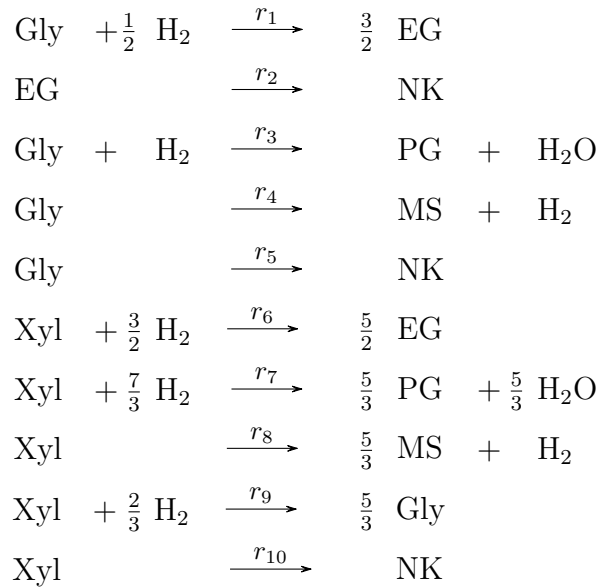 Gly + 1/2 H₂ →r₁ 3/2 EG
EG →r₂ NK
Gly + H₂ →r₃ PG + H₂O
Gly →r₄ MS + H₂
Gly →r₅ NK
Xyl + 3/2 H₂ →r₆ 5/2 EG
Xyl + 7/3 H₂ →r₇ 5/3 PG + 5/3 H₂O
Xyl →r₈ 5/3 MS + H₂
Xyl + 2/3 H₂ →r₉ 5/3 Gly
Xyl →r₁₀ NK